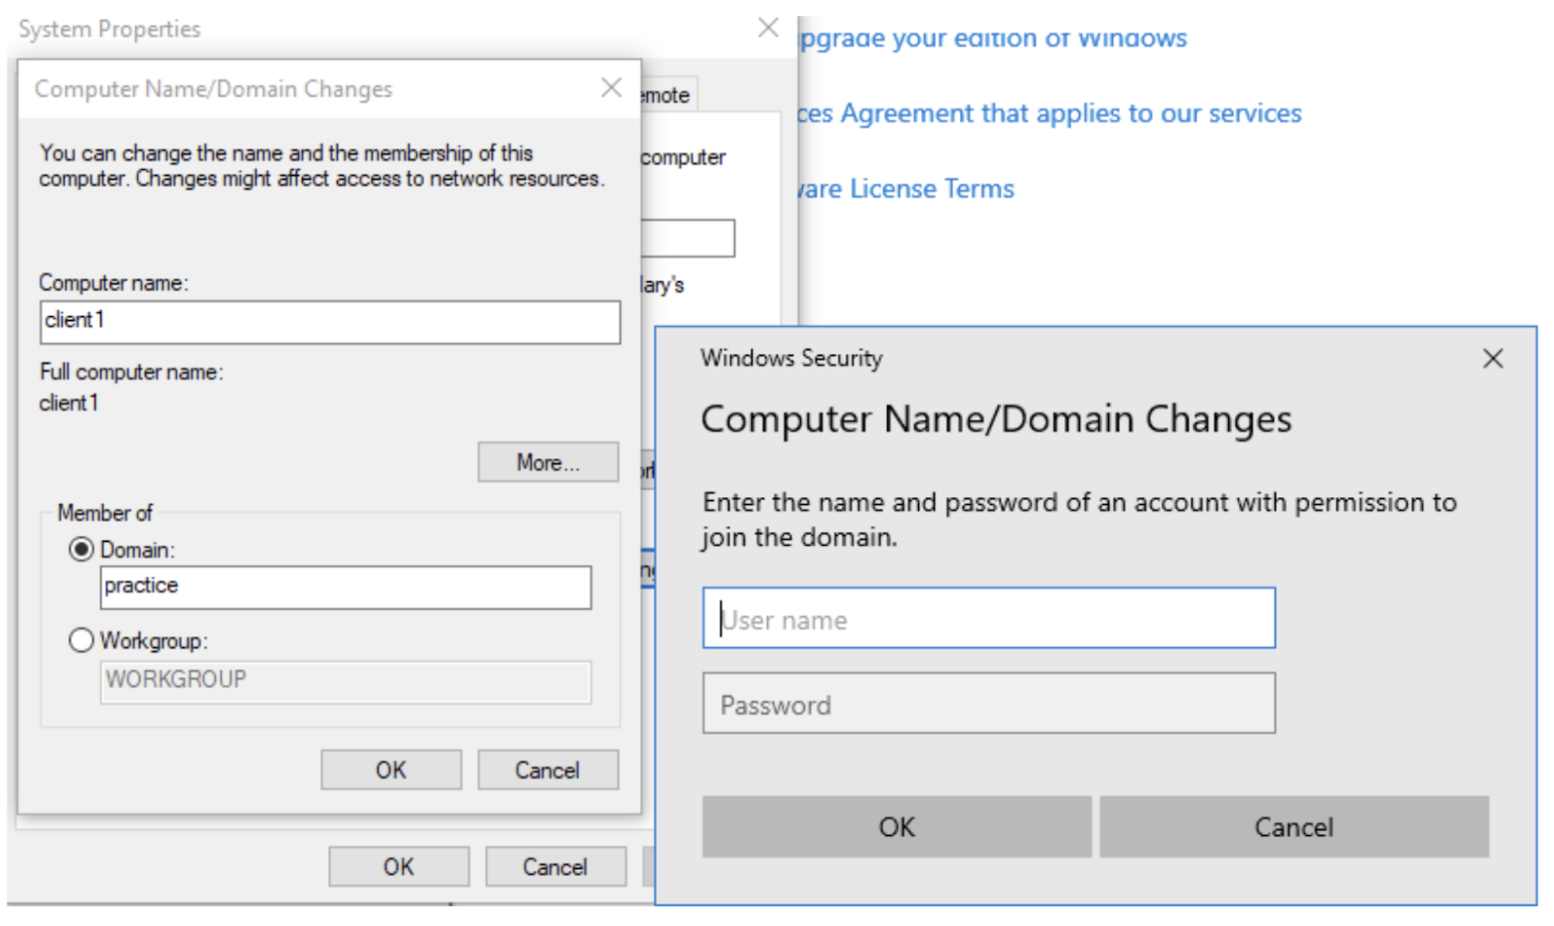 System Properties
Computer Name/Domain Changes
You can change the name and the membership of this
computer. Changes might affect access to network resources.
Computer name:
client1
Full computer name:
client1
More...
Member of
Domain:
practice
Workgroup:
WORKGROUP
OK
Cancel
OK
Cancel
emote
computer
lary's
pgrade your edition of Windows
ces Agreement that applies to our services
ware License Terms
Windows Security
Computer Name/Domain Changes
Enter the name and password of an account with permission to
join the domain.
User name
Password
OK
Cancel